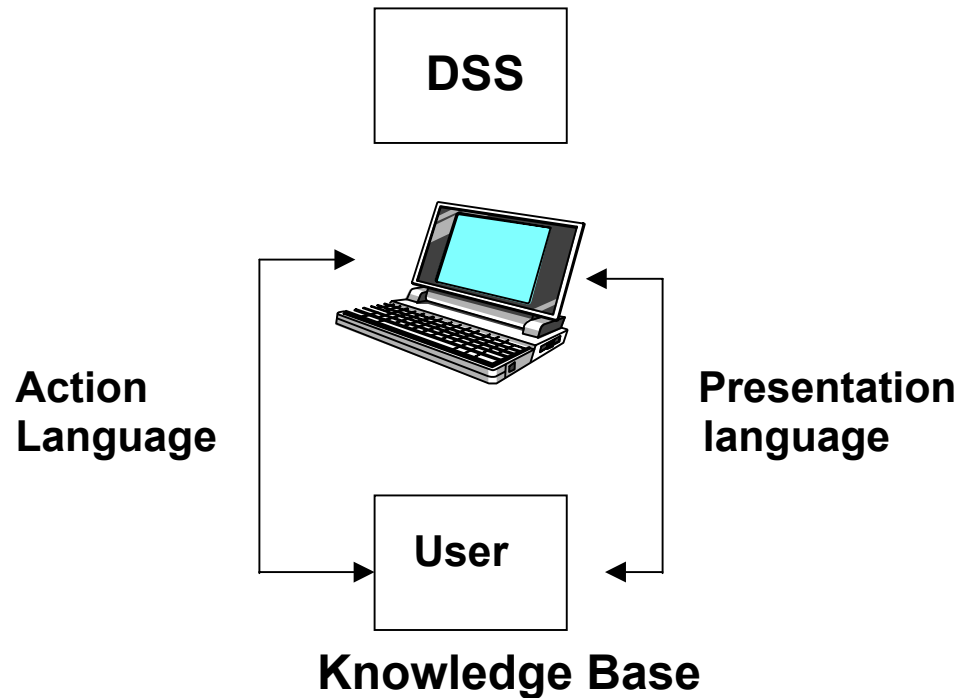 DSS
Action
Language
Presentation
language
User
Knowledge Base